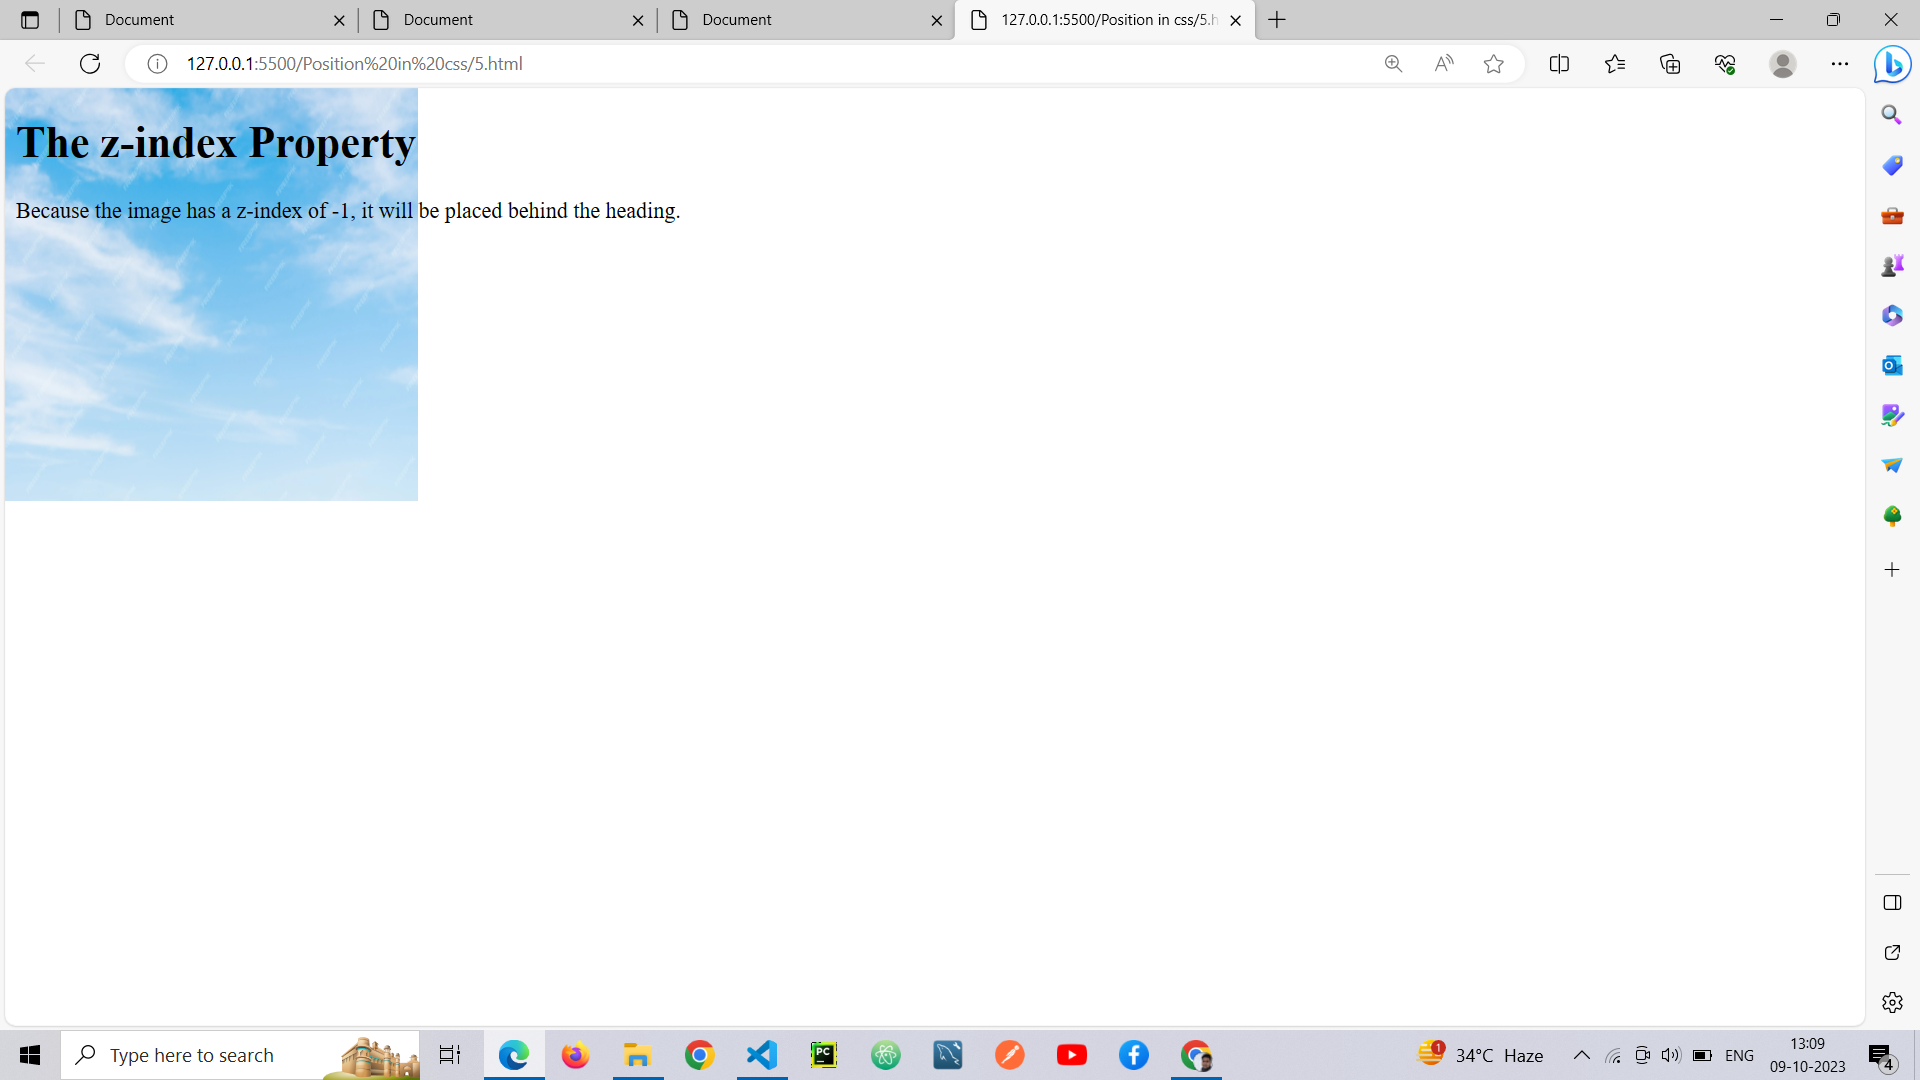 Document
Document
Document
127.0.0.1:5500/Position in css/5.h
127.0.0.1:5500/Position%20in%20css/5.html
The z-index Property
Because the image has a z-index of -1, it will be placed behind the heading.
Type here to search
PC
1
34°C Haze
ENG
13:09
09-10-2023
4